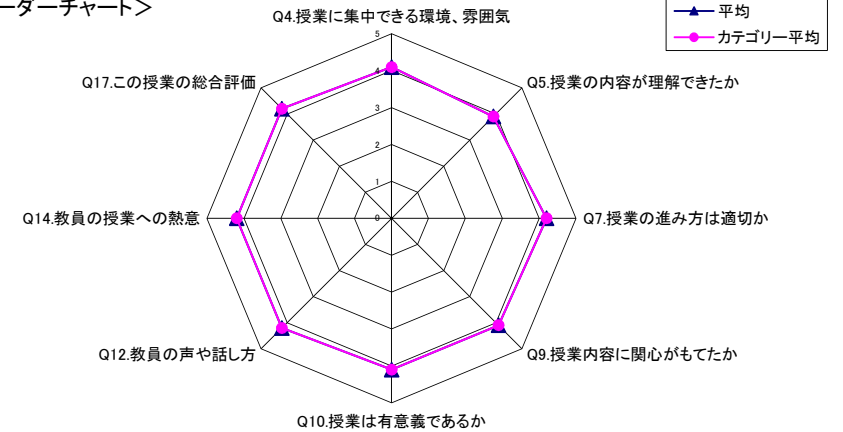 ーダーチャート＞
平均
カテゴリー平均
Q4.授業に集中できる環境、雰囲気
Q17.この授業の総合評価
Q5.授業の内容が理解できたか
Q14.教員の授業への熱意
Q7.授業の進み方は適切か
Q12.教員の声や話し方
Q9.授業内容に関心がもてたか
Q10.授業は有意義であるか
5
4
3
2
1
0